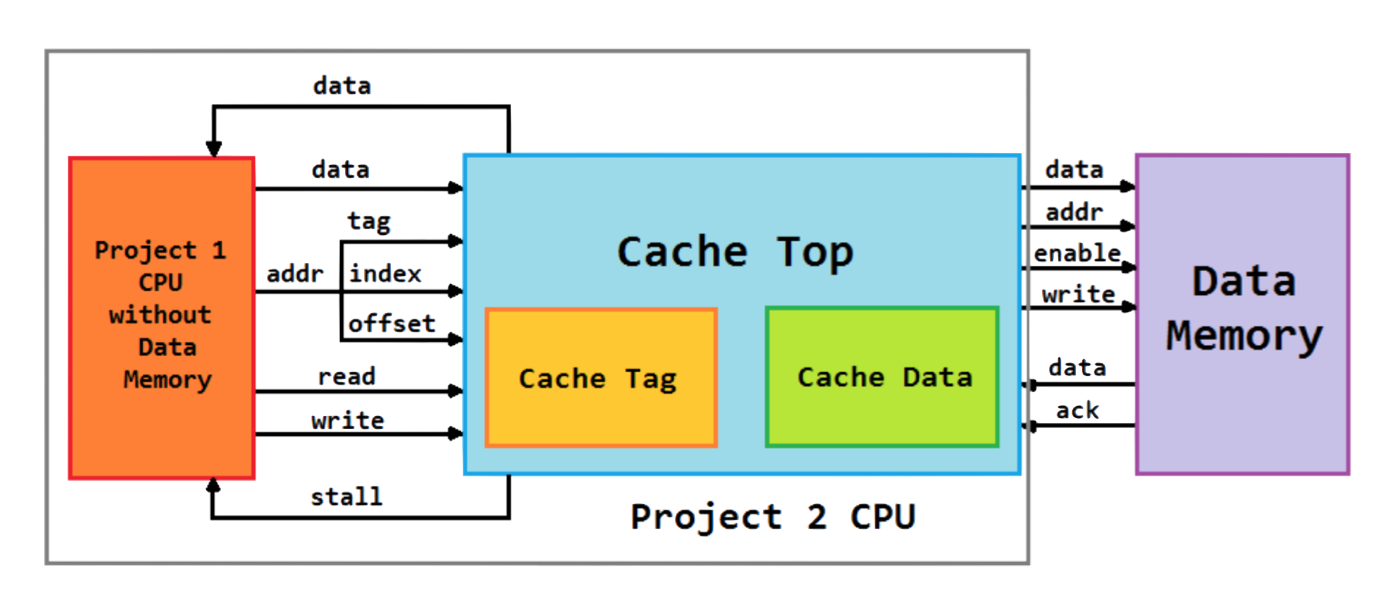 data
data
tag
addr
index
offset
read
write
stall
Project 1
CPU
without
Data
Memory
Cache Top
Cache Tag
Cache Data
Project 2 CPU
data
addr
enable
write
data
ack
Data
Memory